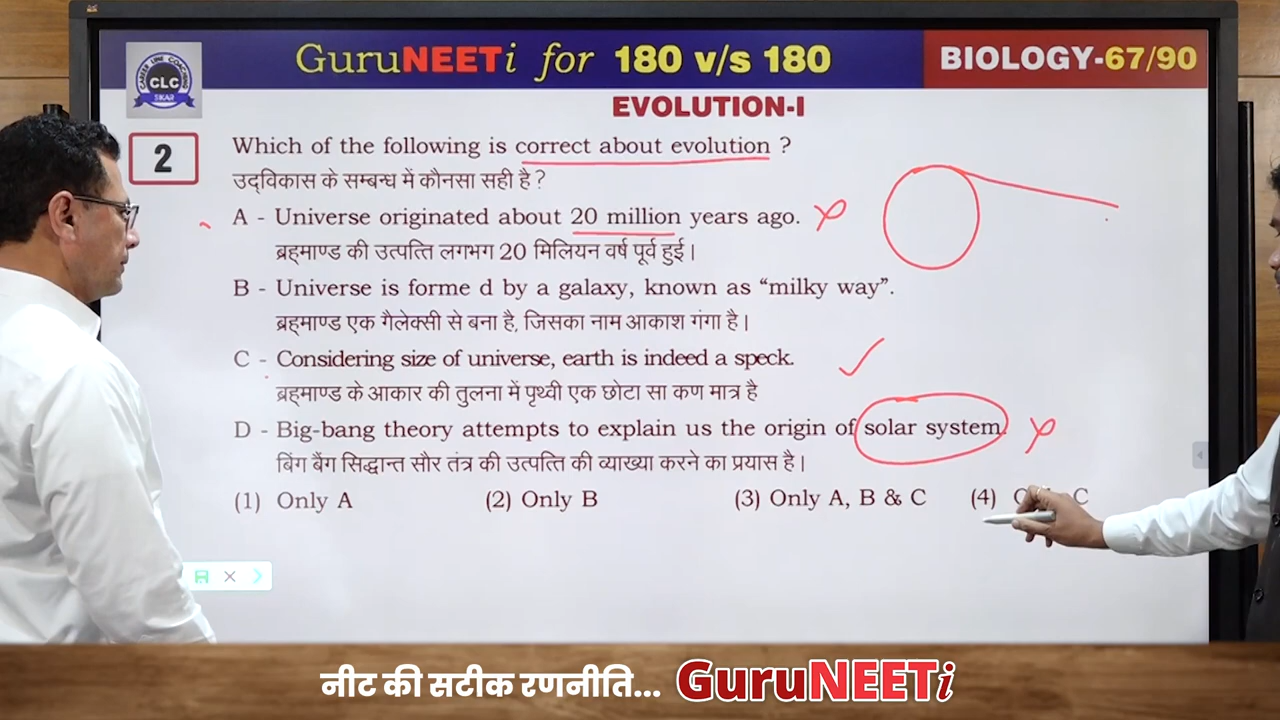 GuruNEETi for 180 v/s 180
BIOLOGY-67/90
CAREER LINE COACHING
CLC
SIKAR
EVOLUTION-I
2
Which of the following is correct about evolution ?
उद्विकास के सम्बन्ध में कौनसा सही है ?
A - Universe originated about 20 million years ago.
ब्रह्माण्ड की उत्पत्ति लगभग 20 मिलियन वर्ष पूर्व हुई।
B - Universe is forme d by a galaxy, known as “milky way”.
ब्रह्माण्ड एक गैलेक्सी से बना है, जिसका नाम आकाश गंगा है।
C - Considering size of universe, earth is indeed a speck.
ब्रह्माण्ड के आकार की तुलना में पृथ्वी एक छोटा सा कण मात्र है
D - Big-bang theory attempts to explain us the origin of solar system.
बिंग बैंग सिद्धान्त सौर तंत्र की उत्पत्ति की व्याख्या करने का प्रयास है।
(1) Only A (2) Only B (3) Only A, B & C (4) C
नीट की सटीक रणनीति... GuruNEETi